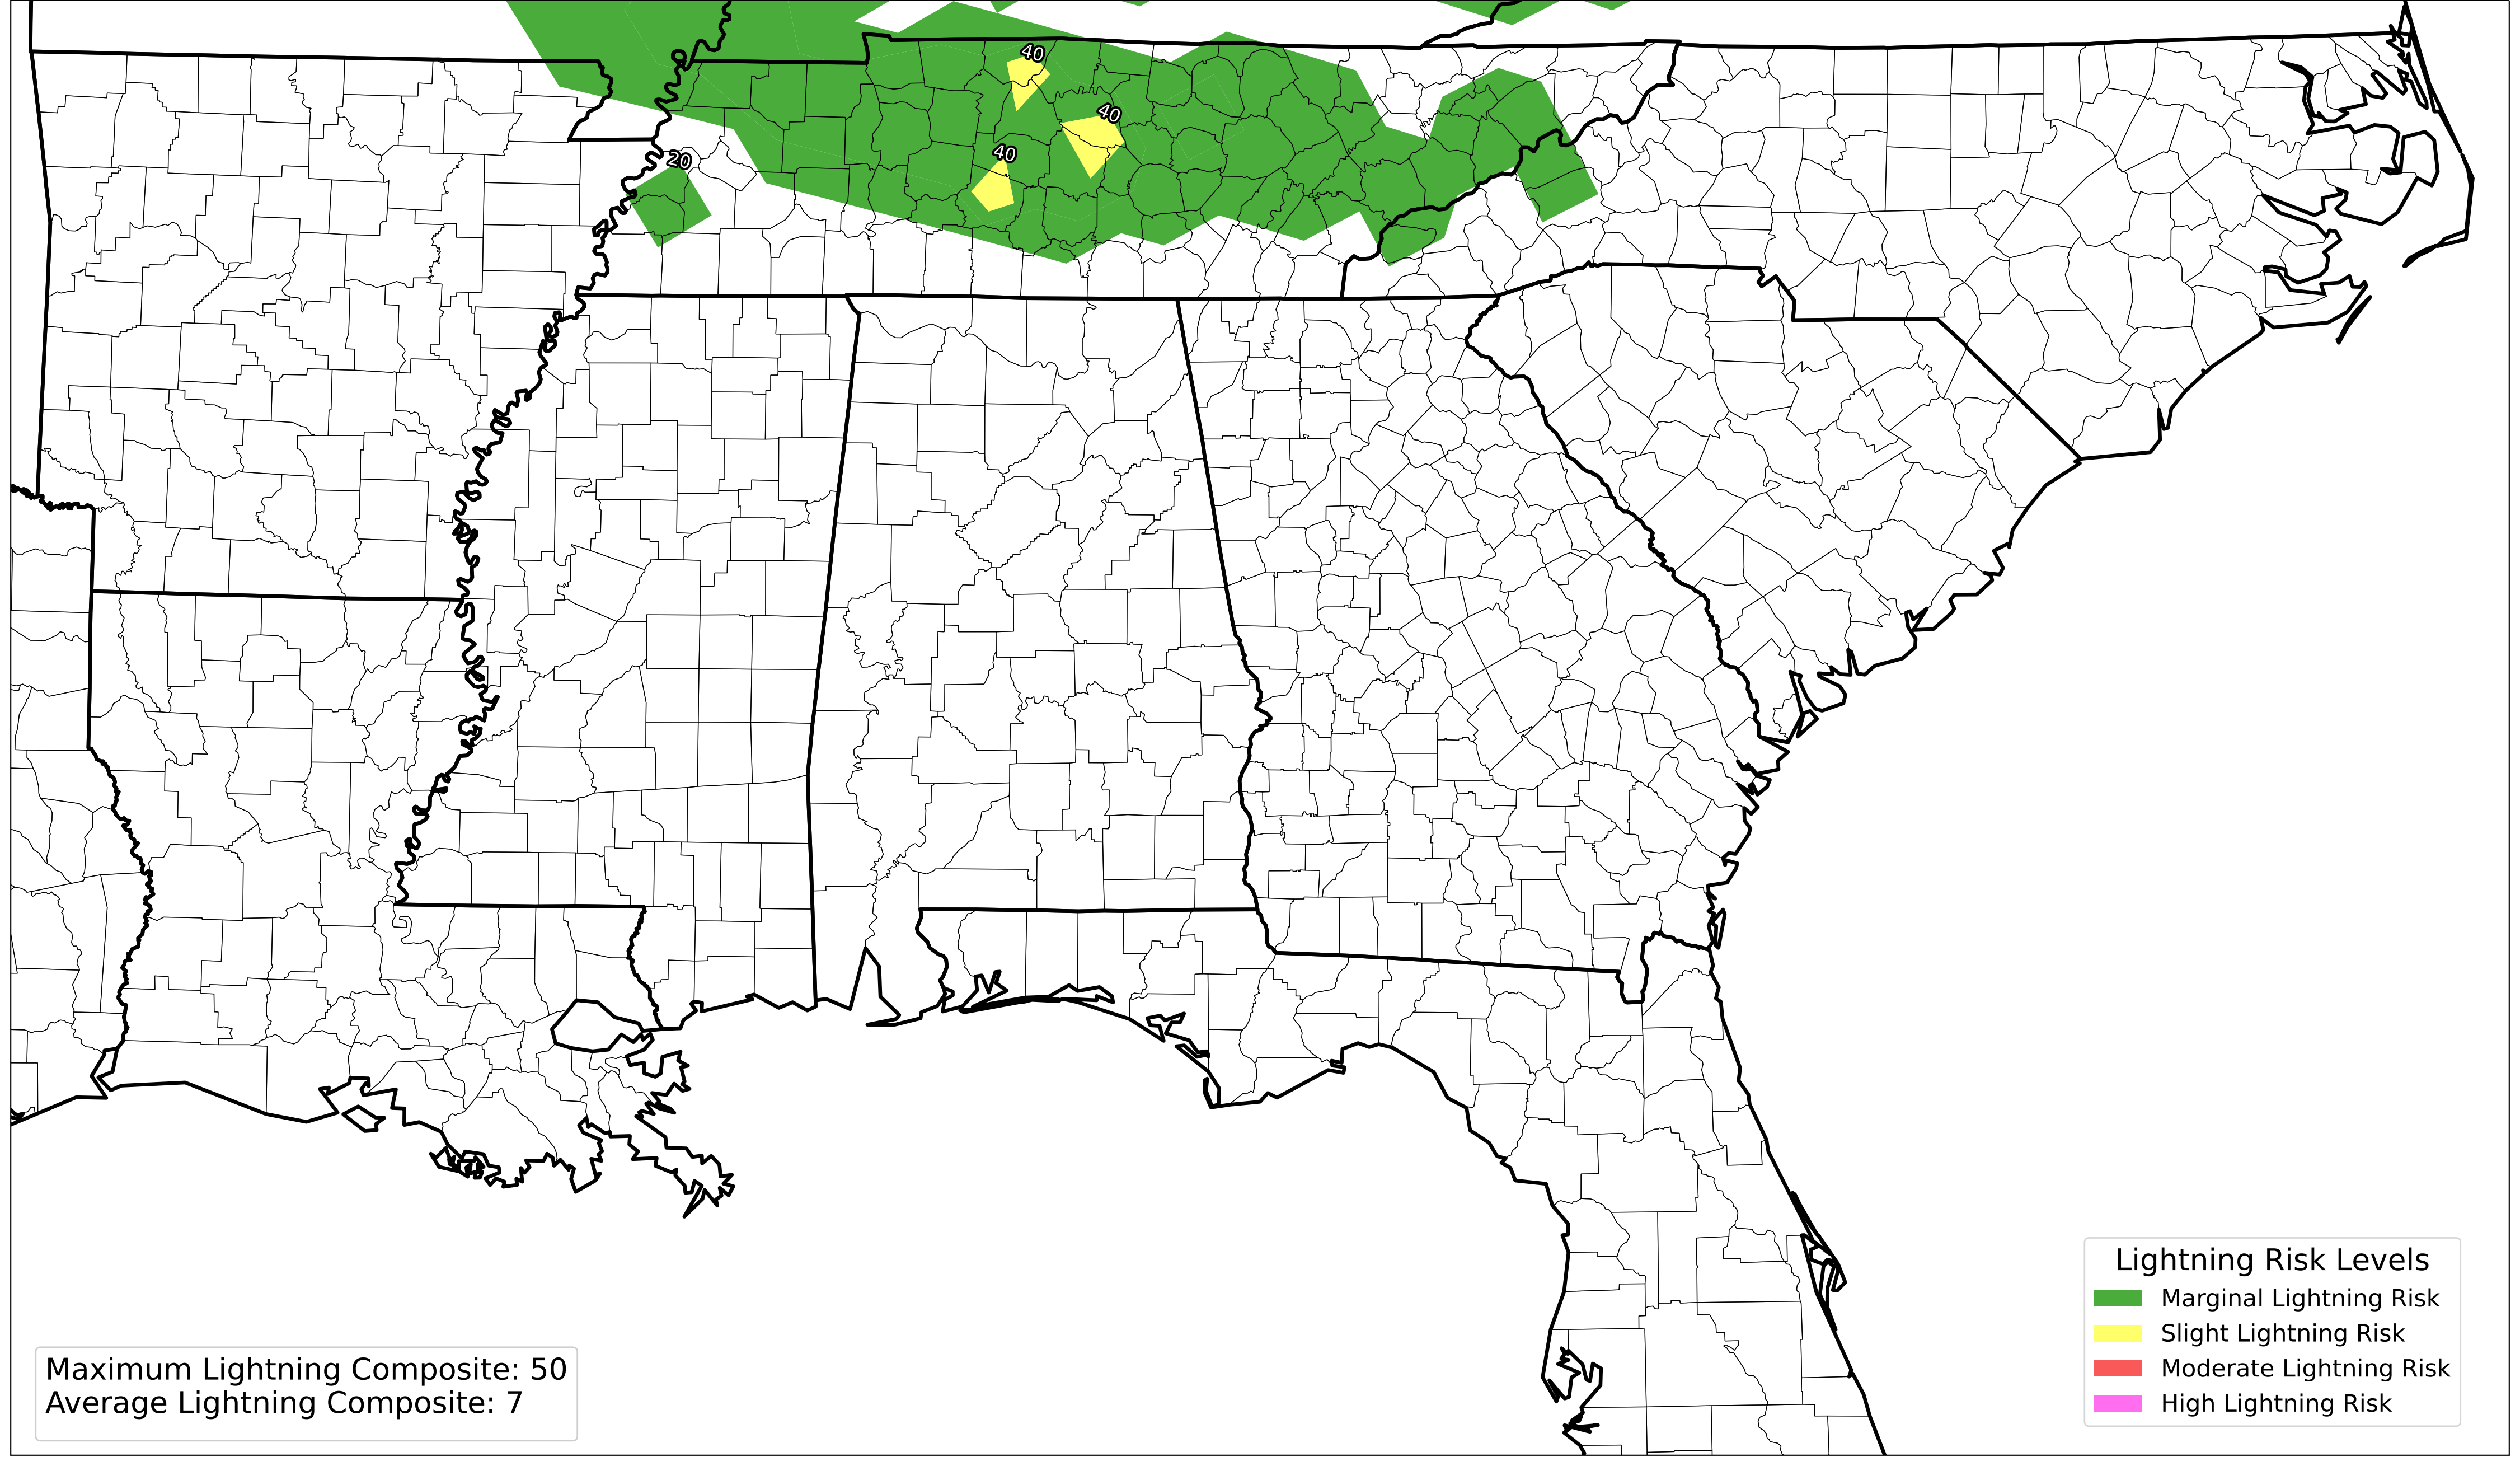 40
40
40
20
Lightning Risk Levels
Marginal Lightning Risk
Slight Lightning Risk
Moderate Lightning Risk
High Lightning Risk
Maximum Lightning Composite: 50
Average Lightning Composite: 7